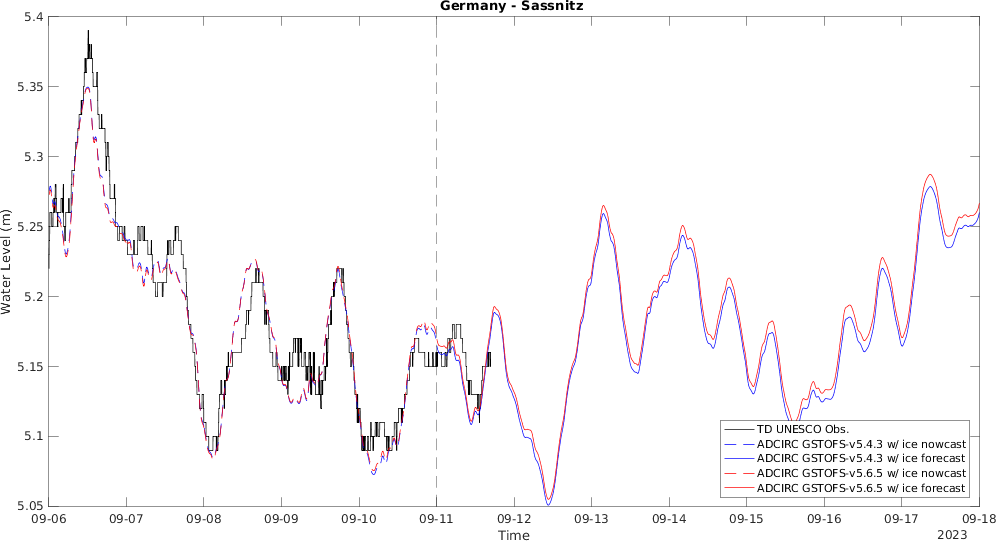 Germany - Sassnitz
5.4
5.35
5.3
5.25
5.2
5.15
5.1
5.05
Water Level (m)
TD UNESCO Obs.
ADCIRC GSTOFS-v5.4.3 w/ ice nowcast
ADCIRC GSTOFS-v5.4.3 w/ ice forecast
ADCIRC GSTOFS-v5.6.5 w/ ice nowcast
ADCIRC GSTOFS-v5.6.5 w/ ice forecast
09-06 09-07 09-08 09-09 09-10 09-11 09-12 09-13 09-14 09-15 09-16 09-17 09-18
Time
2023